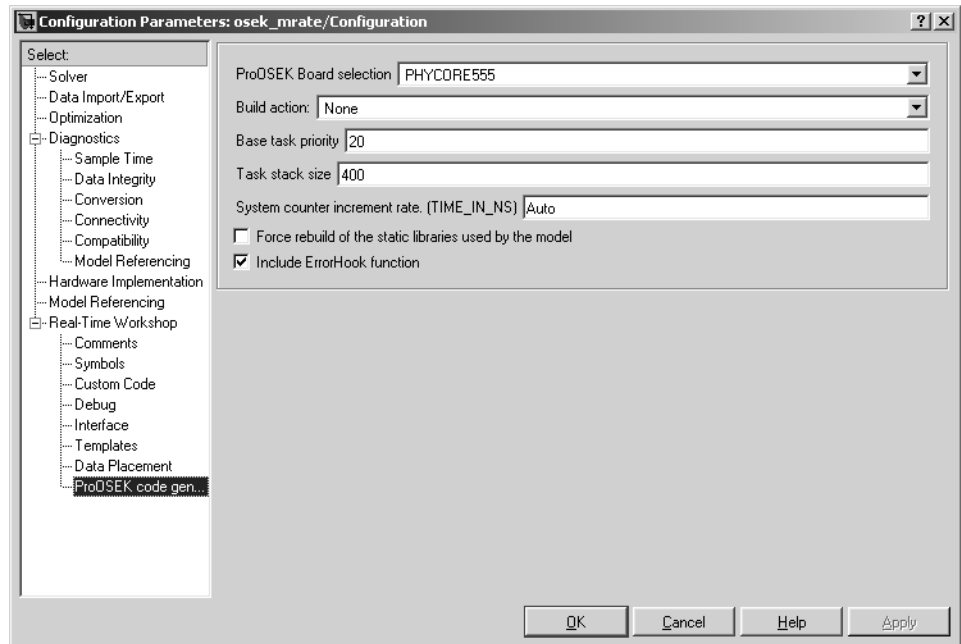 Configuration Parameters: osek_mrate/Configuration
Select:
Solver
Data Import/Export
Optimization
Diagnostics
Sample Time
Data Integrity
Conversion
Connectivity
Compatibility
Model Referencing
Hardware Implementation
Model Referencing
Real-Time Workshop
Comments
Symbols
Custom Code
Debug
Interface
Templates
Data Placement
ProOSEK code gen...
ProOSEK Board selection PHYCORE555
Build action: None
Base task priority 20
Task stack size 400
System counter increment rate. (TIME_IN_NS) Auto
Force rebuild of the static libraries used by the model
Include ErrorHook function
OK Cancel Help Apply